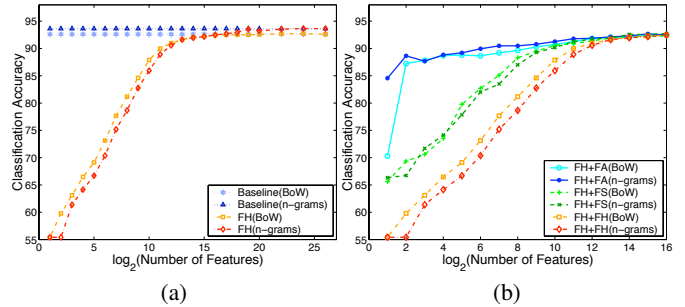 Classification Accuracy
95
90
85
80
75
70
65
60
55
0 5 10 15 20 25
log2(Number of Features)
Baseline(BoW)
Baseline(n-grams)
FH(BoW)
FH(n-grams)
(a)
Classification Accuracy
95
90
85
80
75
70
65
60
55
0 2 4 6 8 10 12 14 16
log2(Number of Features)
FH+FA(BoW)
FH+FA(n-grams)
FH+FS(BoW)
FH+FS(n-grams)
FH+FH(BoW)
FH+FH(n-grams)
(b)